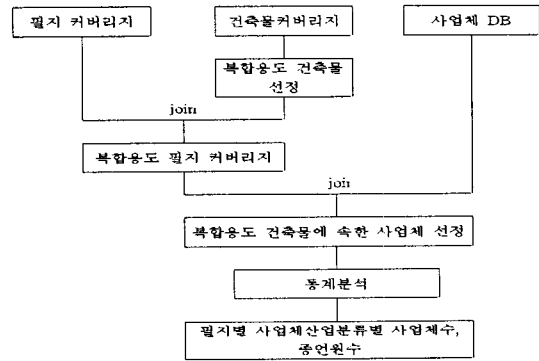 필지 커버리지
건축물커버리지
사업체 DB
복합용도 건축물
선정
join
복합용도 필지 커버리지
join
복합용도 건축물에 속한 사업체 선정
통계분석
필지별 사업체산업분류별 사업체수,
종언원수